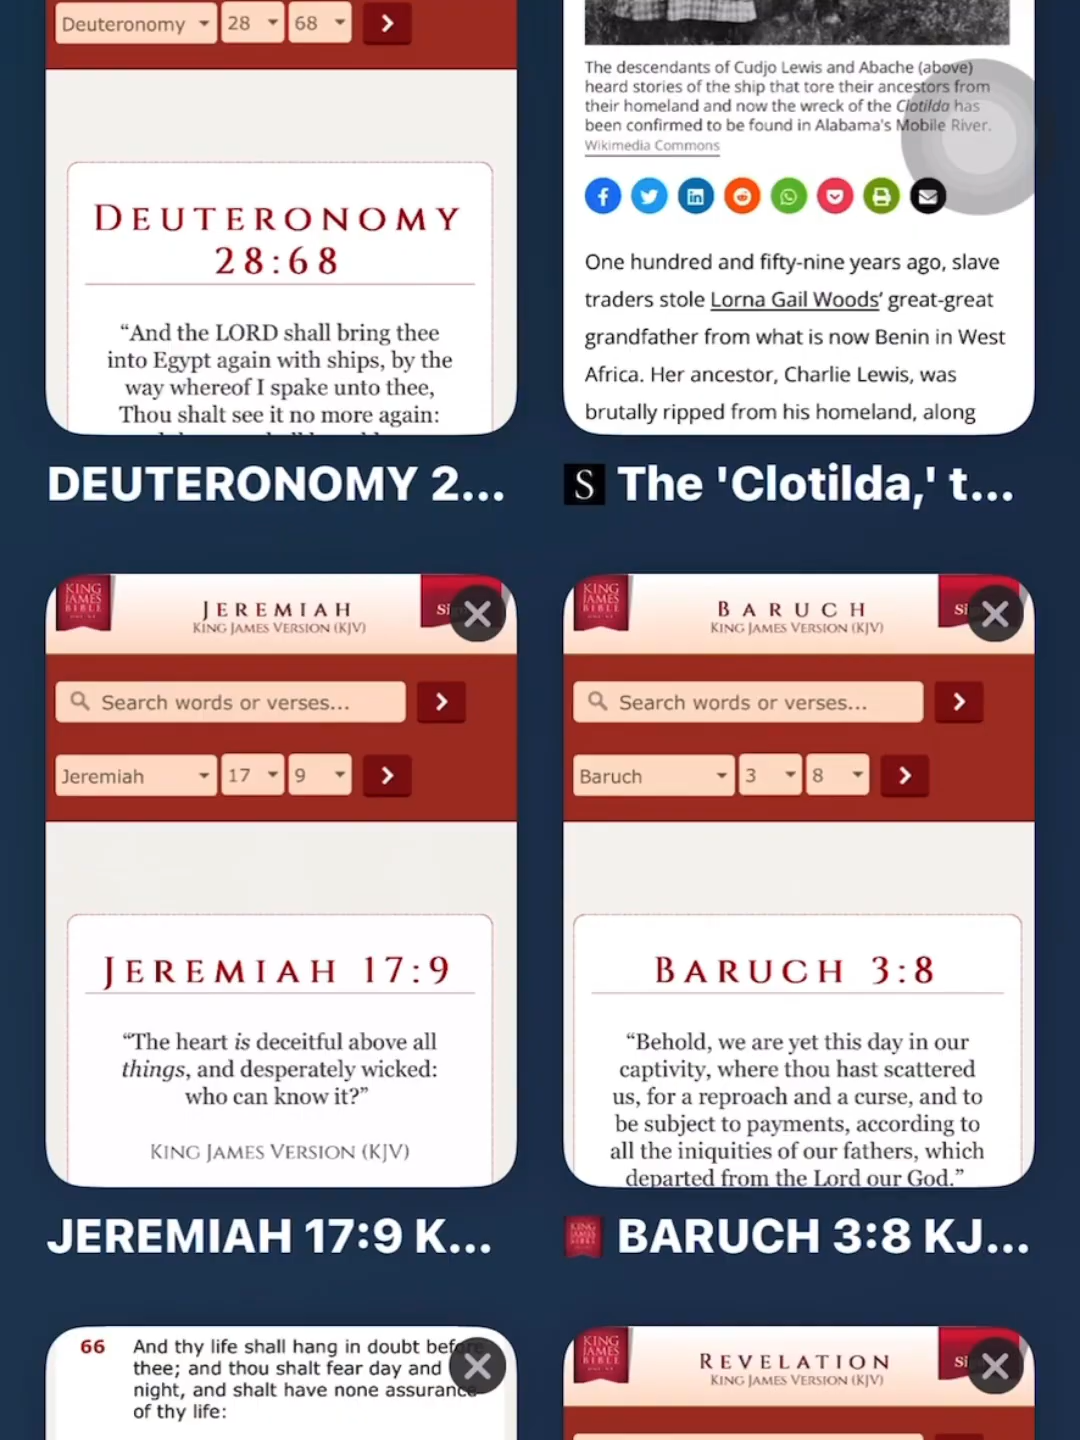 Deuteronomy 28 68
DEUTERONOMY
28:68
“And the LORD shall bring thee
into Egypt again with ships, by the
way whereof I spake unto thee,
Thou shalt see it no more again:
DEUTERONOMY 2...
The descendants of Cudjo Lewis and Abache (above)
heard stories of the ship that tore their ancestors from
their homeland and now the wreck of the Clotilda has
been confirmed to be found in Alabama's Mobile River.
Wikimedia Commons
One hundred and fifty-nine years ago, slave
traders stole Lorna Gail Woods’ great-great
grandfather from what is now Benin in West
Africa. Her ancestor, Charlie Lewis, was
brutally ripped from his homeland, along
S The 'Clotilda,' t...
KING
JAMES
BIBLE
JEREMIAH
KING JAMES VERSION (KJV)
Si
Search words or verses...
Jeremiah 17 9
JEREMIAH 17:9
“The heart is deceitful above all
things, and desperately wicked:
who can know it?”
KING JAMES VERSION (KJV)
JEREMIAH 17:9 K...
KING
JAMES
BIBLE
BARUCH
KING JAMES VERSION (KJV)
Si
Search words or verses...
Baruch 3 8
BARUCH 3:8
“Behold, we are yet this day in our
captivity, where thou hast scattered
us, for a reproach and a curse, and to
be subject to payments, according to
all the iniquities of our fathers, which
departed from the Lord our God.”
BARUCH 3:8 KJ...
66 And thy life shall hang in doubt before
thee; and thou shalt fear day and
night, and shalt have none assurance
of thy life:
KING
JAMES
BIBLE
REVELATION
KING JAMES VERSION (KJV)
Si